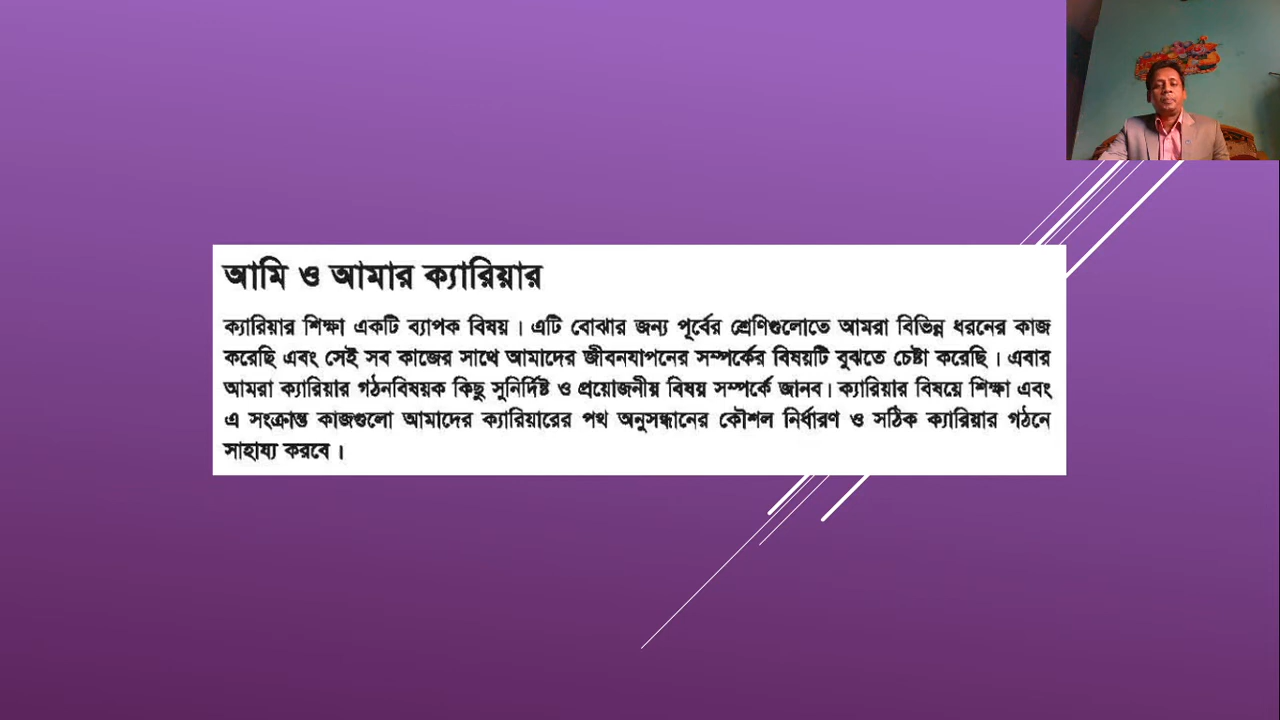 আমি ও আমার ক্যারিয়ার
ক্যারিয়ার শিক্ষা একটি ব্যাপক বিষয়। এটি বোঝার জন্য পূর্বের শ্রেণিগুলোতে আমরা বিভিন্ন ধরনের কাজ
করেছি এবং সেই সব কাজের সাথে আমাদের জীবনযাপনের সম্পর্কের বিষয়টি বুঝতে চেষ্টা করেছি। এবার
আমরা ক্যারিয়ার গঠনবিষয়ক কিছু সুনির্দিষ্ট ও প্রয়োজনীয় বিষয় সম্পর্কে জানব। ক্যারিয়ার বিষয়ে শিক্ষা এবং
এ সংক্রান্ত কাজগুলো আমাদের ক্যারিয়ারের পথ অনুসন্ধানের কৌশল নির্ধারণ ও সঠিক ক্যারিয়ার গঠনে
সাহায্য করবে।